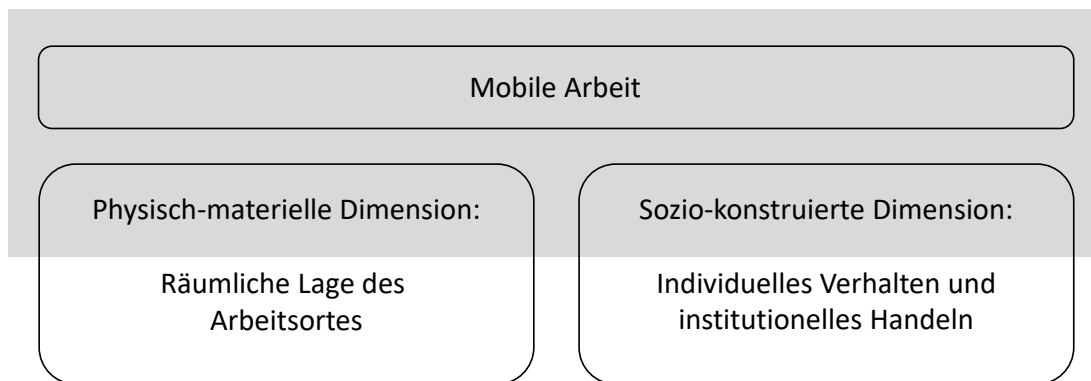 Mobile Arbeit
Physisch-materielle Dimension:
Räumliche Lage des
Arbeitsortes
Sozio-konstruierte Dimension:
Individuelles Verhalten und
institutionelles Handeln